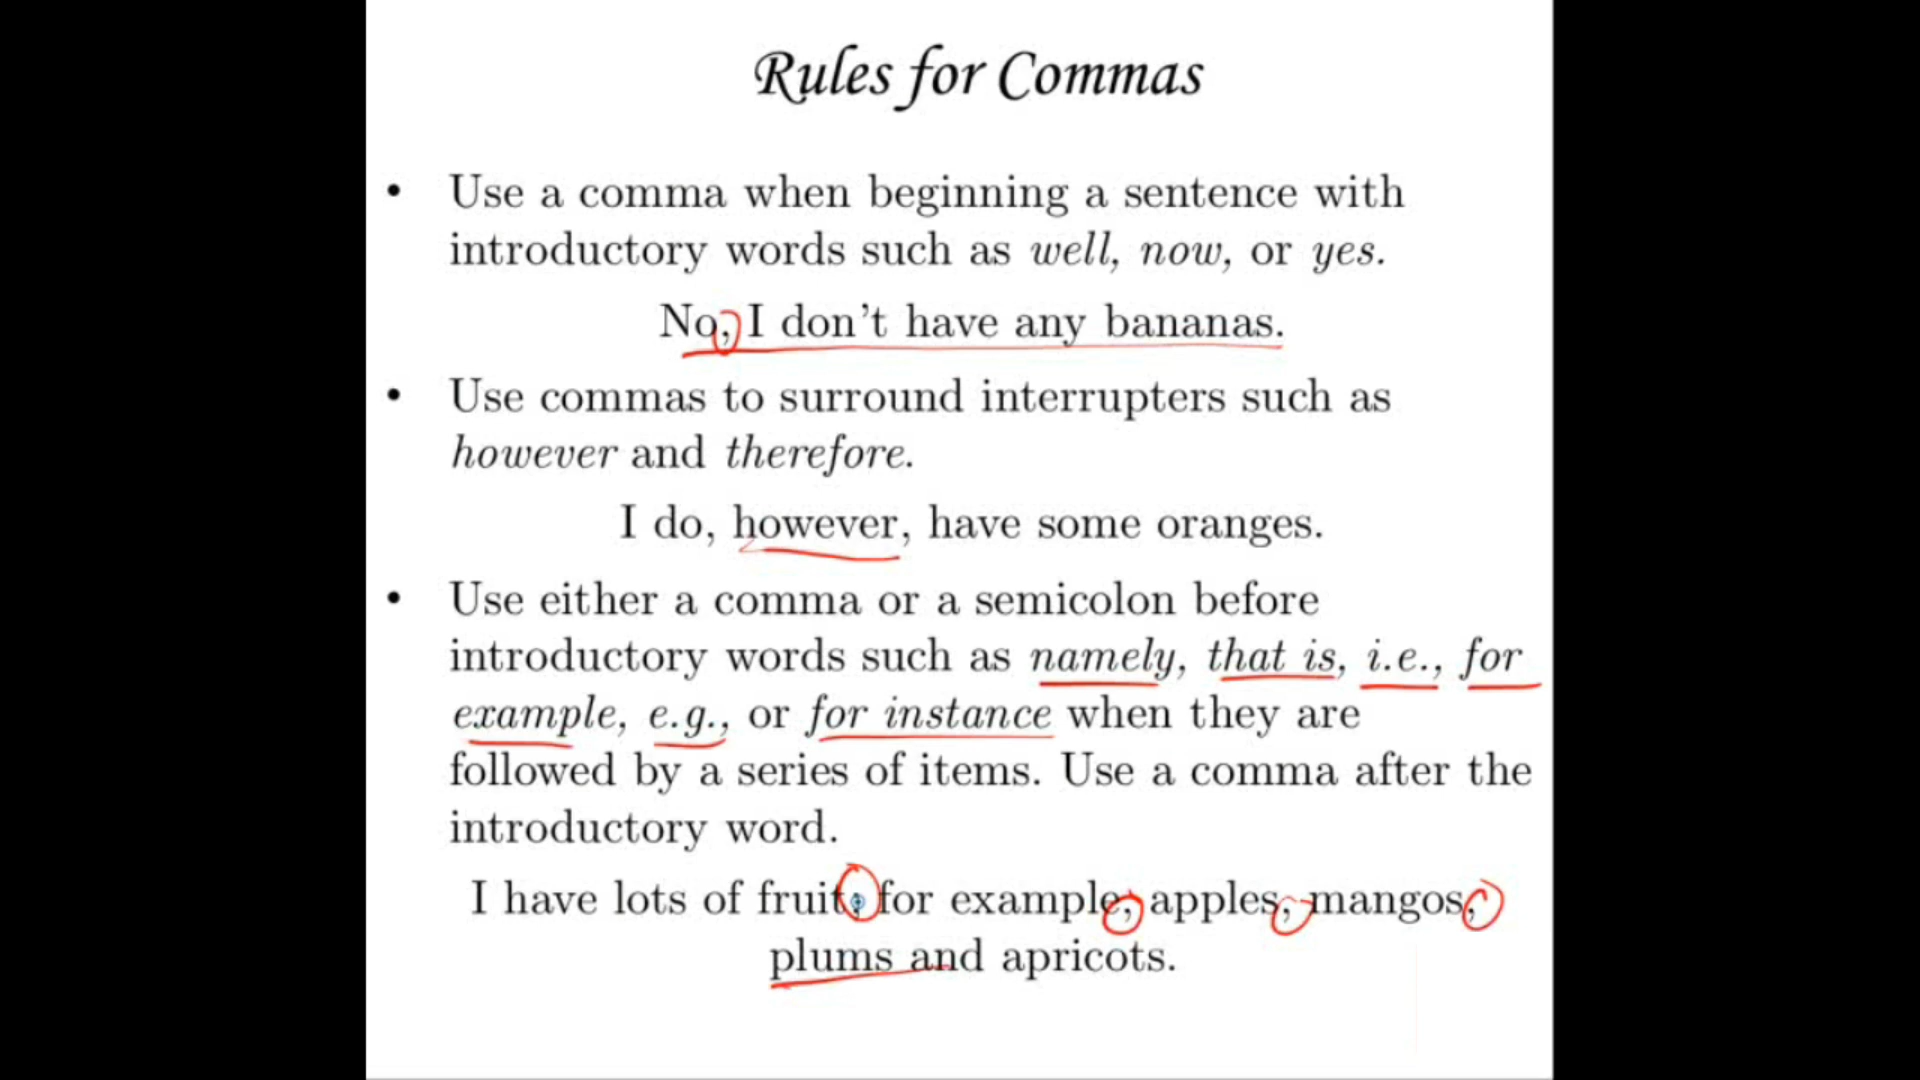 Rules for Commas
• Use a comma when beginning a sentence with
introductory words such as well, now, or yes.
No, I don't have any bananas.
• Use commas to surround interrupters such as
however and therefore.
I do, however, have some oranges.
• Use either a comma or a semicolon before
introductory words such as namely, that is, i.e., for
example, e.g., or for instance when they are
followed by a series of items. Use a comma after the
introductory word.
I have lots of fruit; for example, apples, mangos,
plums and apricots.